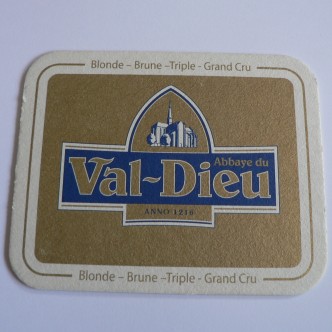 Blonde – Brune –Triple - Grand Cru
Abbaye du
Val-Dieu
ANNO 1216
Blonde – Brune –Triple - Grand Cru